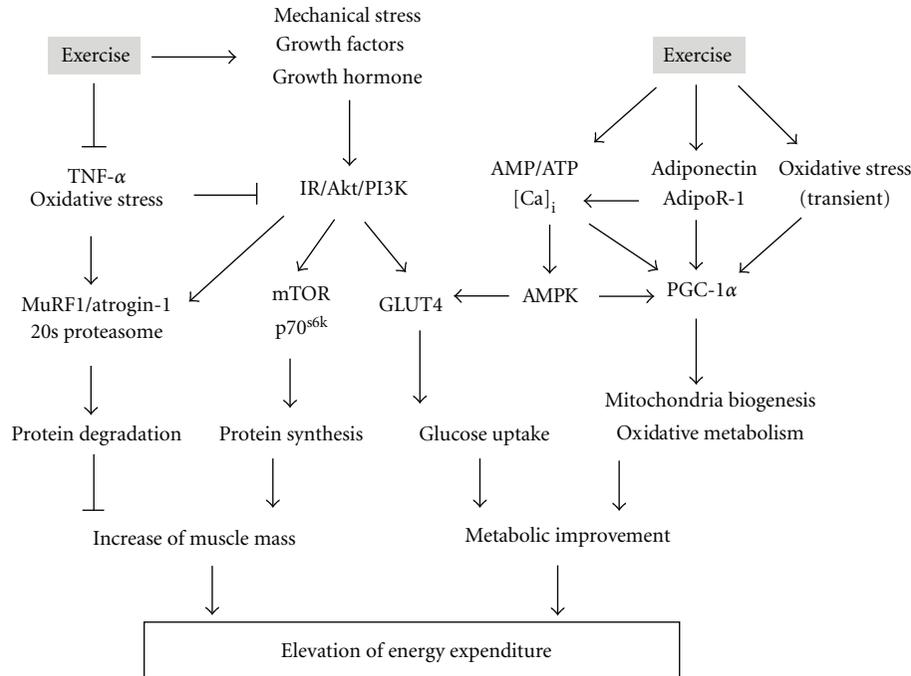 Exercise
Mechanical stress
Growth factors
Growth hormone
Exercise
TNF-α
Oxidative stress
IR/Akt/PI3K
AMP/ATP
[Ca]i
Adiponectin
AdipoR-1
Oxidative stress
(transient)
MuRF1/atrogin-1
20s proteasome
mTOR
p70s6k
GLUT4
AMPK
PGC-1α
Protein degradation
Protein synthesis
Glucose uptake
Mitochondria biogenesis
Oxidative metabolism
Increase of muscle mass
Metabolic improvement
Elevation of energy expenditure